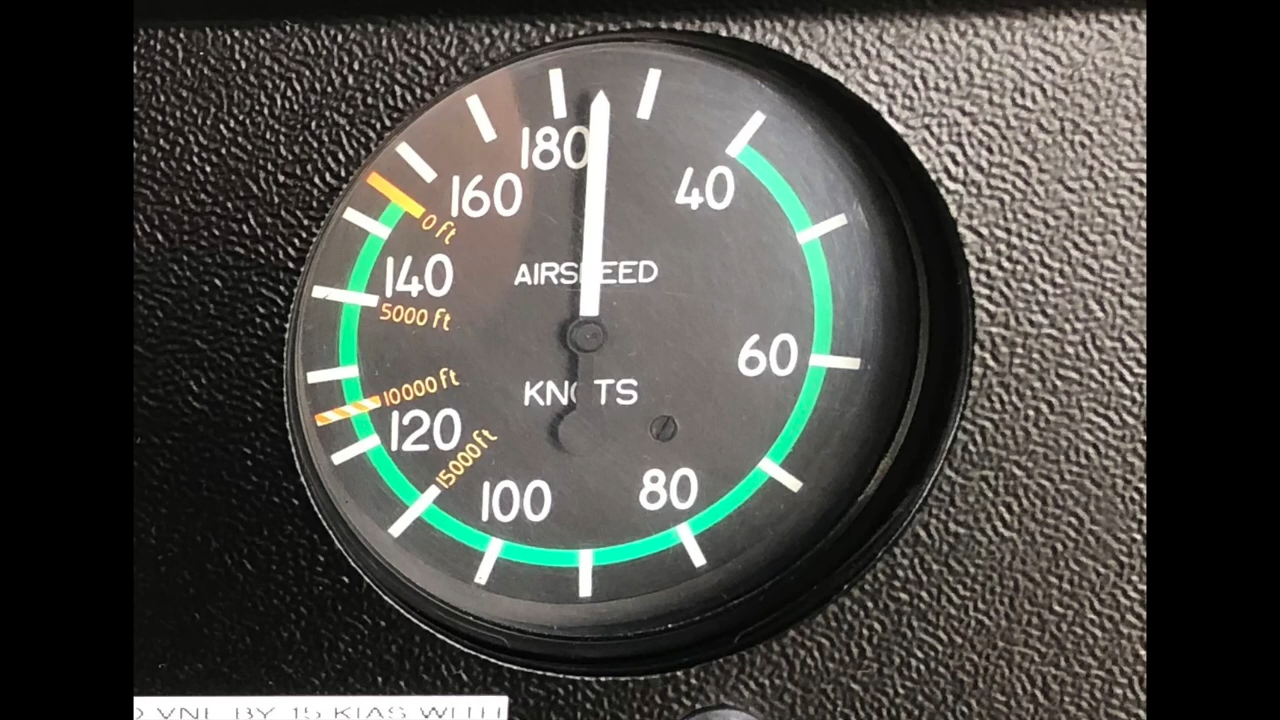 180
160
40
0 ft
140
AIRSPEED
5000 ft
60
10000 ft
KNOTS
120
15000 ft
100
80
VNE BY 15 KIAS WITH